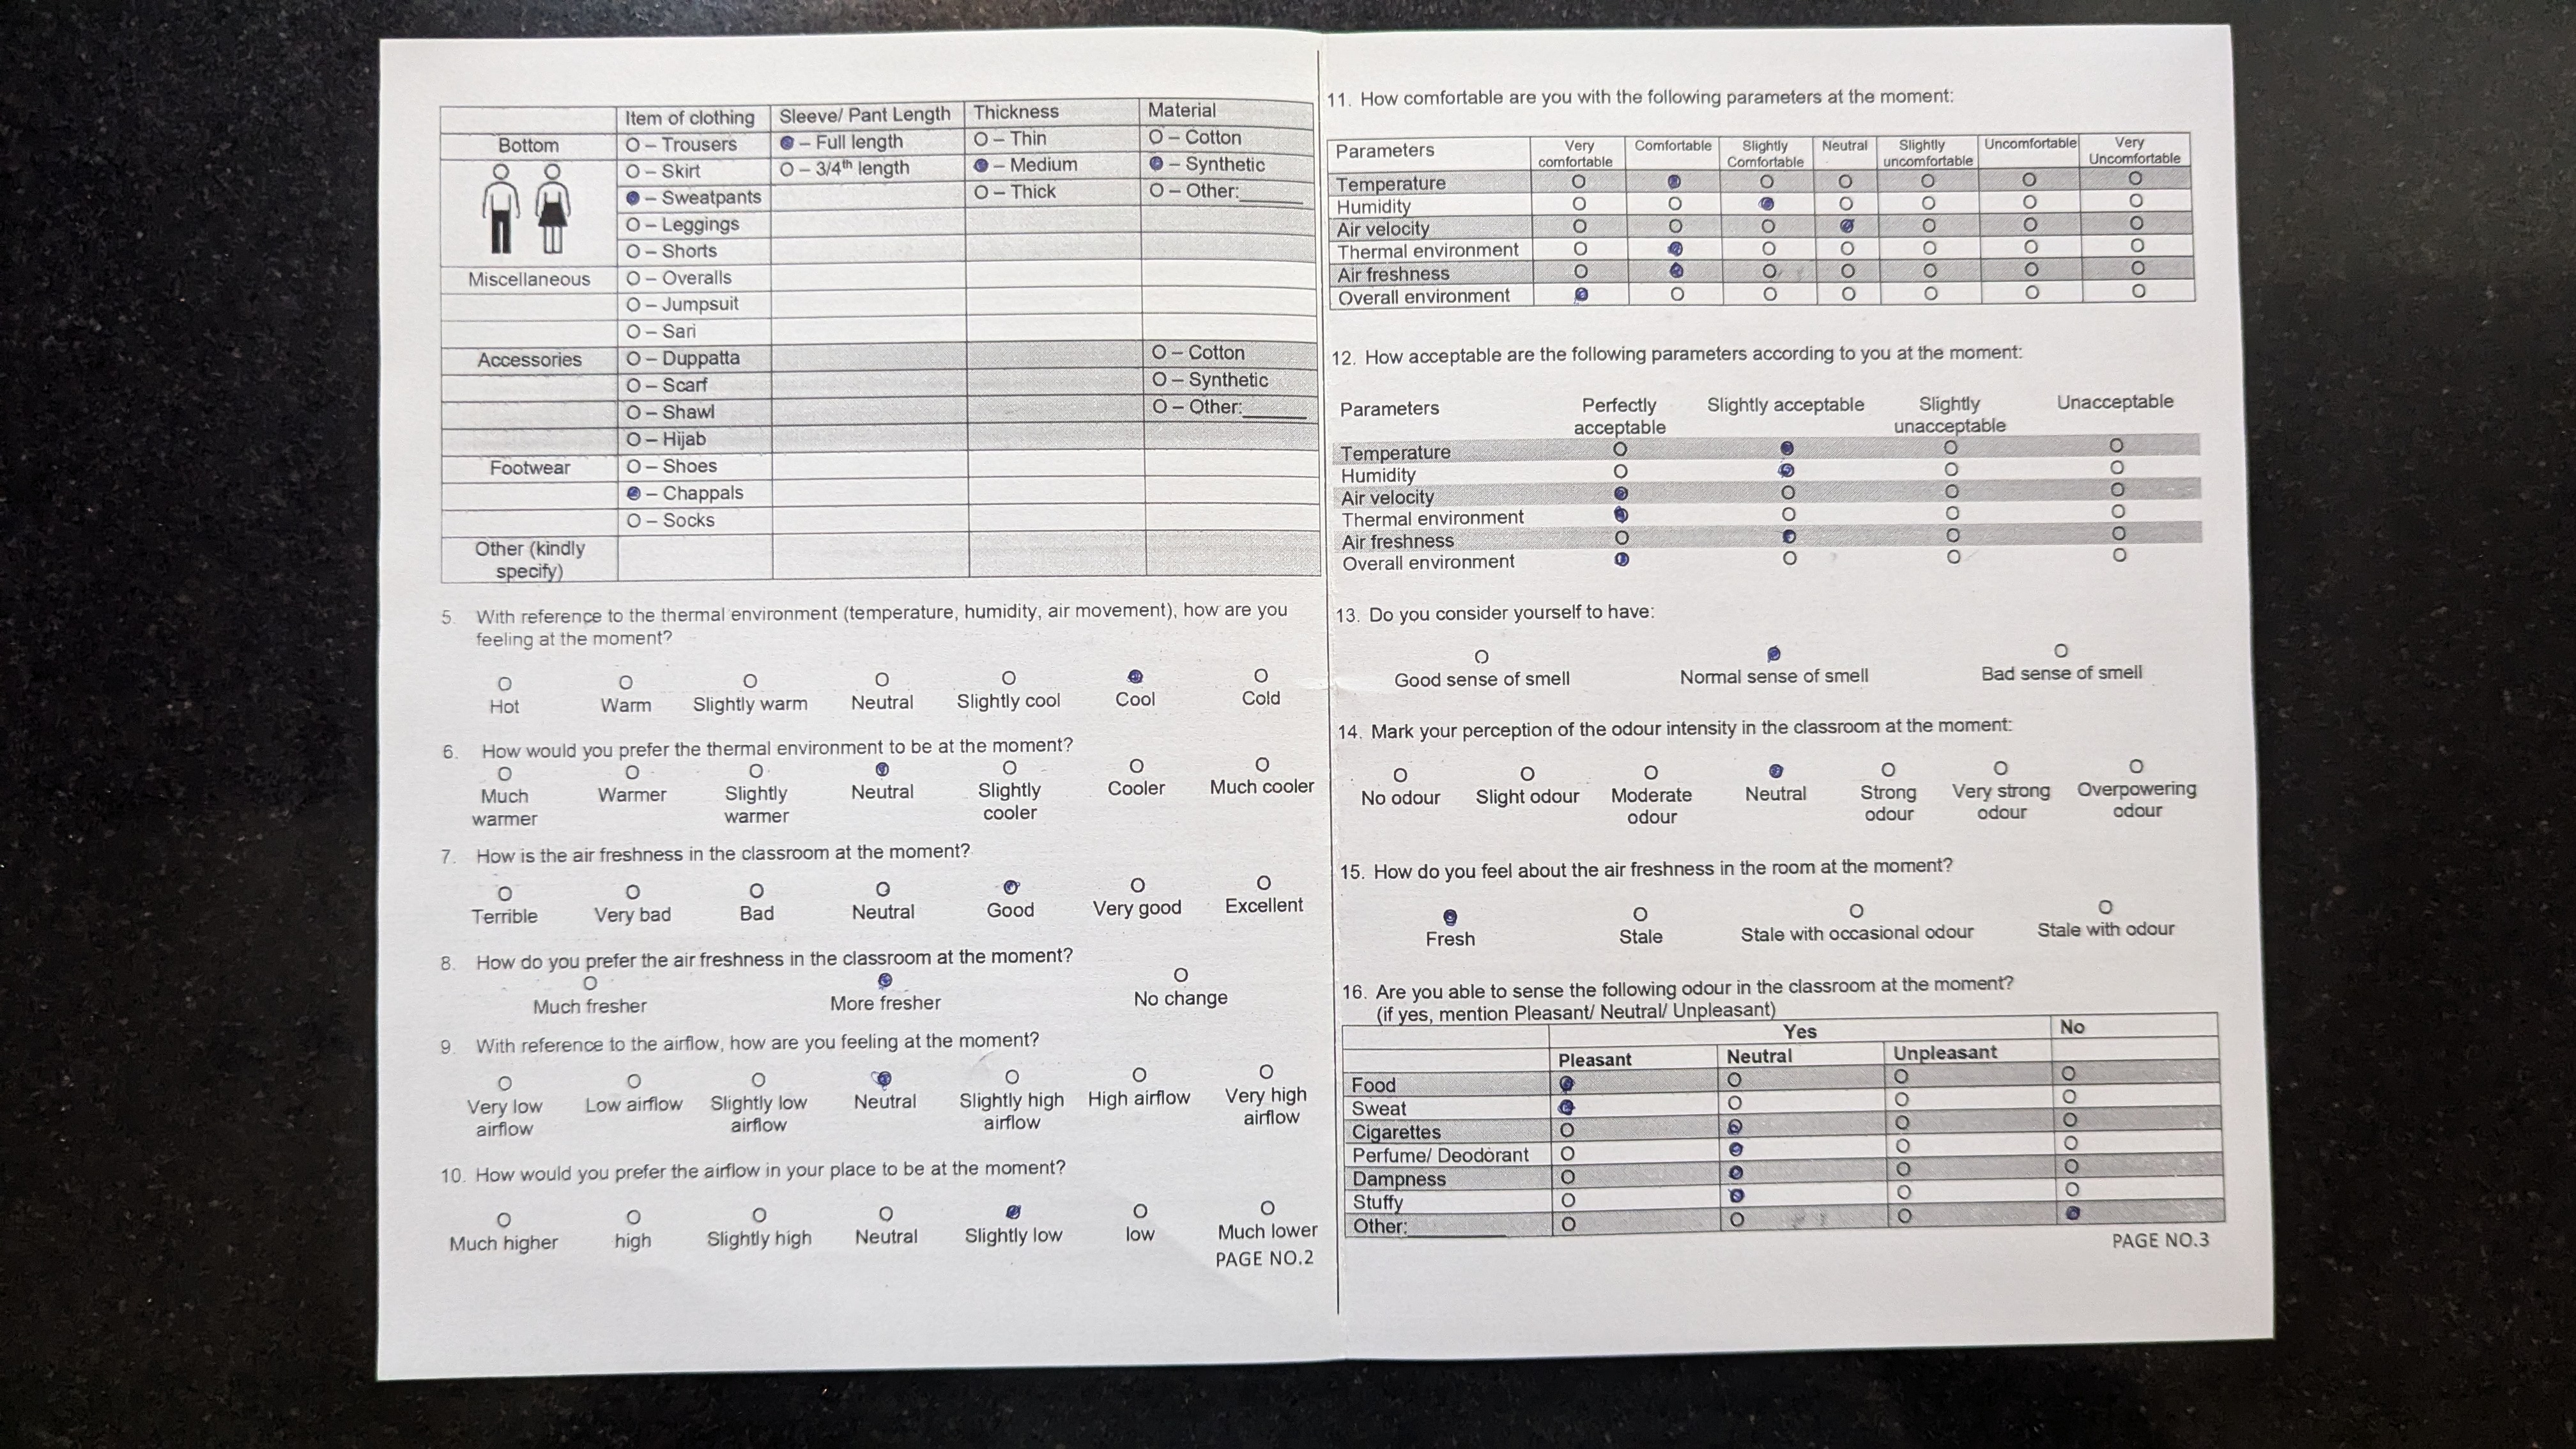 Item of clothing Sleeve/ Pant Length Thickness Material
Bottom O – Trousers – Full length O – Thin O – Cotton
O – Skirt O – 3/4th length – Medium – Synthetic
– Sweatpants O – Thick O – Other:______
O – Leggings
O – Shorts
Miscellaneous O – Overalls
O – Jumpsuit
O – Sari
Accessories O – Duppatta O – Cotton
O – Scarf O – Synthetic
O – Shawl O – Other:______
O – Hijab
Footwear O – Shoes
– Chappals
O – Socks
Other (kindly
specify)
5. With reference to the thermal environment (temperature, humidity, air movement), how are you
feeling at the moment?
Hot Warm Slightly warm Neutral Slightly cool Cool Cold
6. How would you prefer the thermal environment to be at the moment?
Much Warmer Slightly Neutral Slightly Cooler Much cooler
warmer warmer cooler
7. How is the air freshness in the classroom at the moment?
Terrible Very bad Bad Neutral Good Very good Excellent
8. How do you prefer the air freshness in the classroom at the moment?
Much fresher More fresher No change
9. With reference to the airflow, how are you feeling at the moment?
Very low Low airflow Slightly low Neutral Slightly high High airflow Very high
airflow airflow airflow airflow
10. How would you prefer the airflow in your place to be at the moment?
Much higher high Slightly high Neutral Slightly low low Much lower
PAGE NO.2
11. How comfortable are you with the following parameters at the moment:
Parameters Very Comfortable Slightly Neutral Slightly Uncomfortable Very
comfortable Comfortable uncomfortable Uncomfortable
Temperature
Humidity
Air velocity
Thermal environment
Air freshness
Overall environment
12. How acceptable are the following parameters according to you at the moment:
Parameters Perfectly Slightly acceptable Slightly Unacceptable
acceptable unacceptable
Temperature
Humidity
Air velocity
Thermal environment
Air freshness
Overall environment
13. Do you consider yourself to have:
Good sense of smell Normal sense of smell Bad sense of smell
14. Mark your perception of the odour intensity in the classroom at the moment:
No odour Slight odour Moderate Neutral Strong Very strong Overpowering
odour odour odour odour
15. How do you feel about the air freshness in the room at the moment?
Fresh Stale Stale with occasional odour Stale with odour
16. Are you able to sense the following odour in the classroom at the moment?
(if yes, mention Pleasant/ Neutral/ Unpleasant)
Yes No
Pleasant Neutral Unpleasant
Food
Sweat
Cigarettes
Perfume/ Deodorant
Dampness
Stuffy
Other:_________
PAGE NO.3